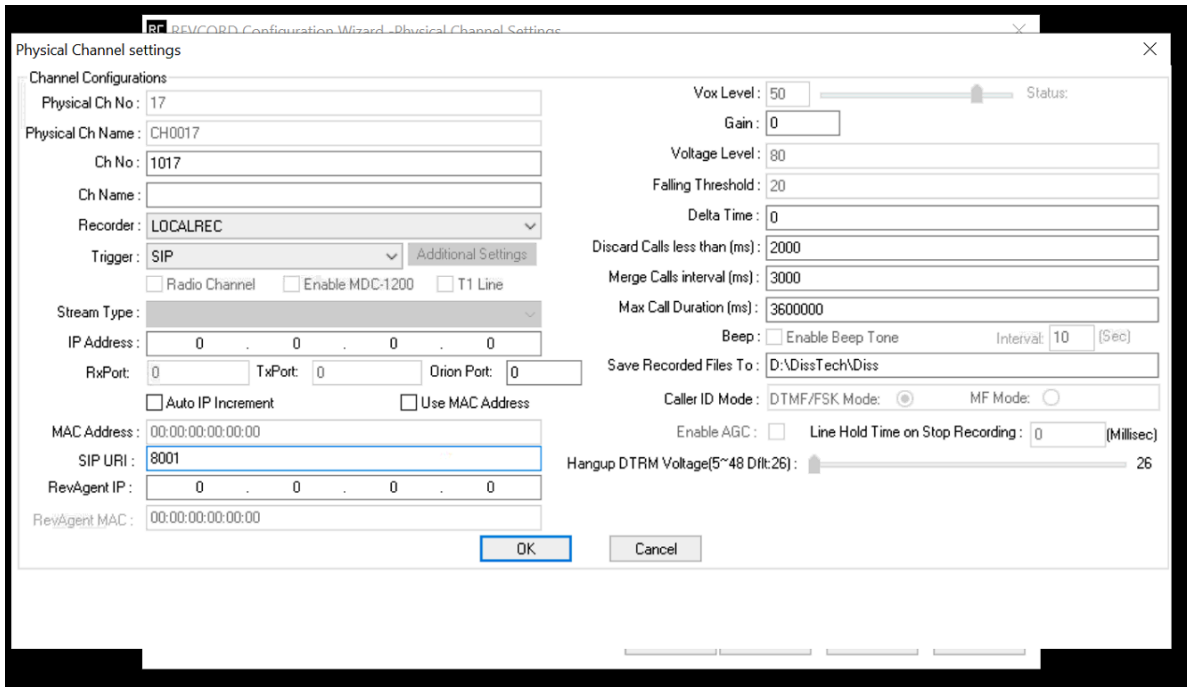 RC REVCORD Configuration Wizard -Physical Channel Settings
Physical Channel settings
Channel Configurations
Physical Ch No : 17
Physical Ch Name : CH0017
Ch No : 1017
Ch Name :
Recorder : LOCALREC
Trigger : SIP Additional Settings
Radio Channel Enable MDC-1200 T1 Line
Stream Type :
IP Address : 0 . 0 . 0 . 0
RxPort: 0 TxPort: 0 Orion Port: 0
Auto IP Increment Use MAC Address
MAC Address : 00:00:00:00:00:00
SIP URI : 8001
RevAgent IP : 0 . 0 . 0 . 0
RevAgent MAC : 00:00:00:00:00:00
Vox Level : 50 Status:
Gain : 0
Voltage Level : 80
Falling Threshold : 20
Delta Time : 0
Discard Calls less than (ms) : 2000
Merge Calls interval (ms) : 3000
Max Call Duration (ms) : 3600000
Beep : Enable Beep Tone Interval: 10 (Sec)
Save Recorded Files To : D:\DissTech\Diss
Caller ID Mode : DTMF/FSK Mode: MF Mode:
Enable AGC : Line Hold Time on Stop Recording : 0 (Millisec)
Hangup DTRM Voltage(5~48 Dflt:26) : 26
OK Cancel